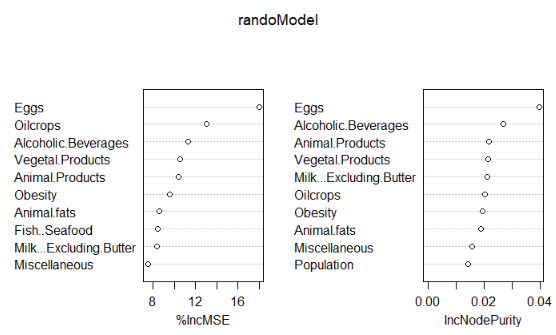 randoModel
Eggs
Oilcrops
Alcoholic.Beverages
Vegetal.Products
Animal.Products
Obesity
Animal.fats
Fish..Seafood
Milk...Excluding.Butter
Miscellaneous
8 12 16
%IncMSE
Eggs
Alcoholic.Beverages
Animal.Products
Vegetal.Products
Milk...Excluding.Butter
Oilcrops
Obesity
Animal.fats
Miscellaneous
Population
0.00 0.02 0.04
IncNodePurity